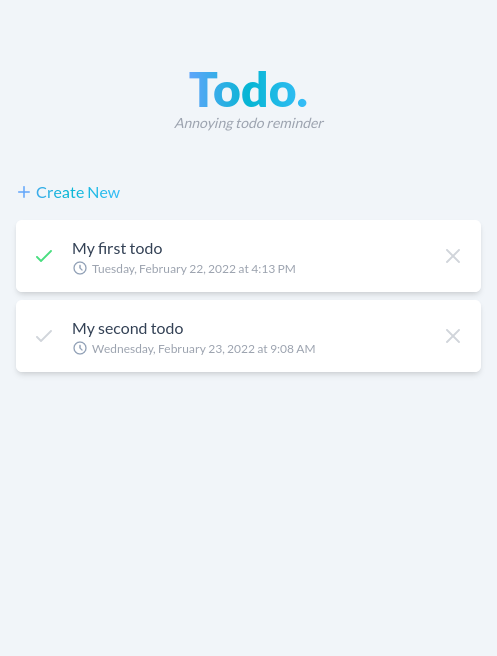 Todo.
Annoying todo reminder
Create New
My first todo
Tuesday, February 22, 2022 at 4:13 PM
My second todo
Wednesday, February 23, 2022 at 9:08 AM